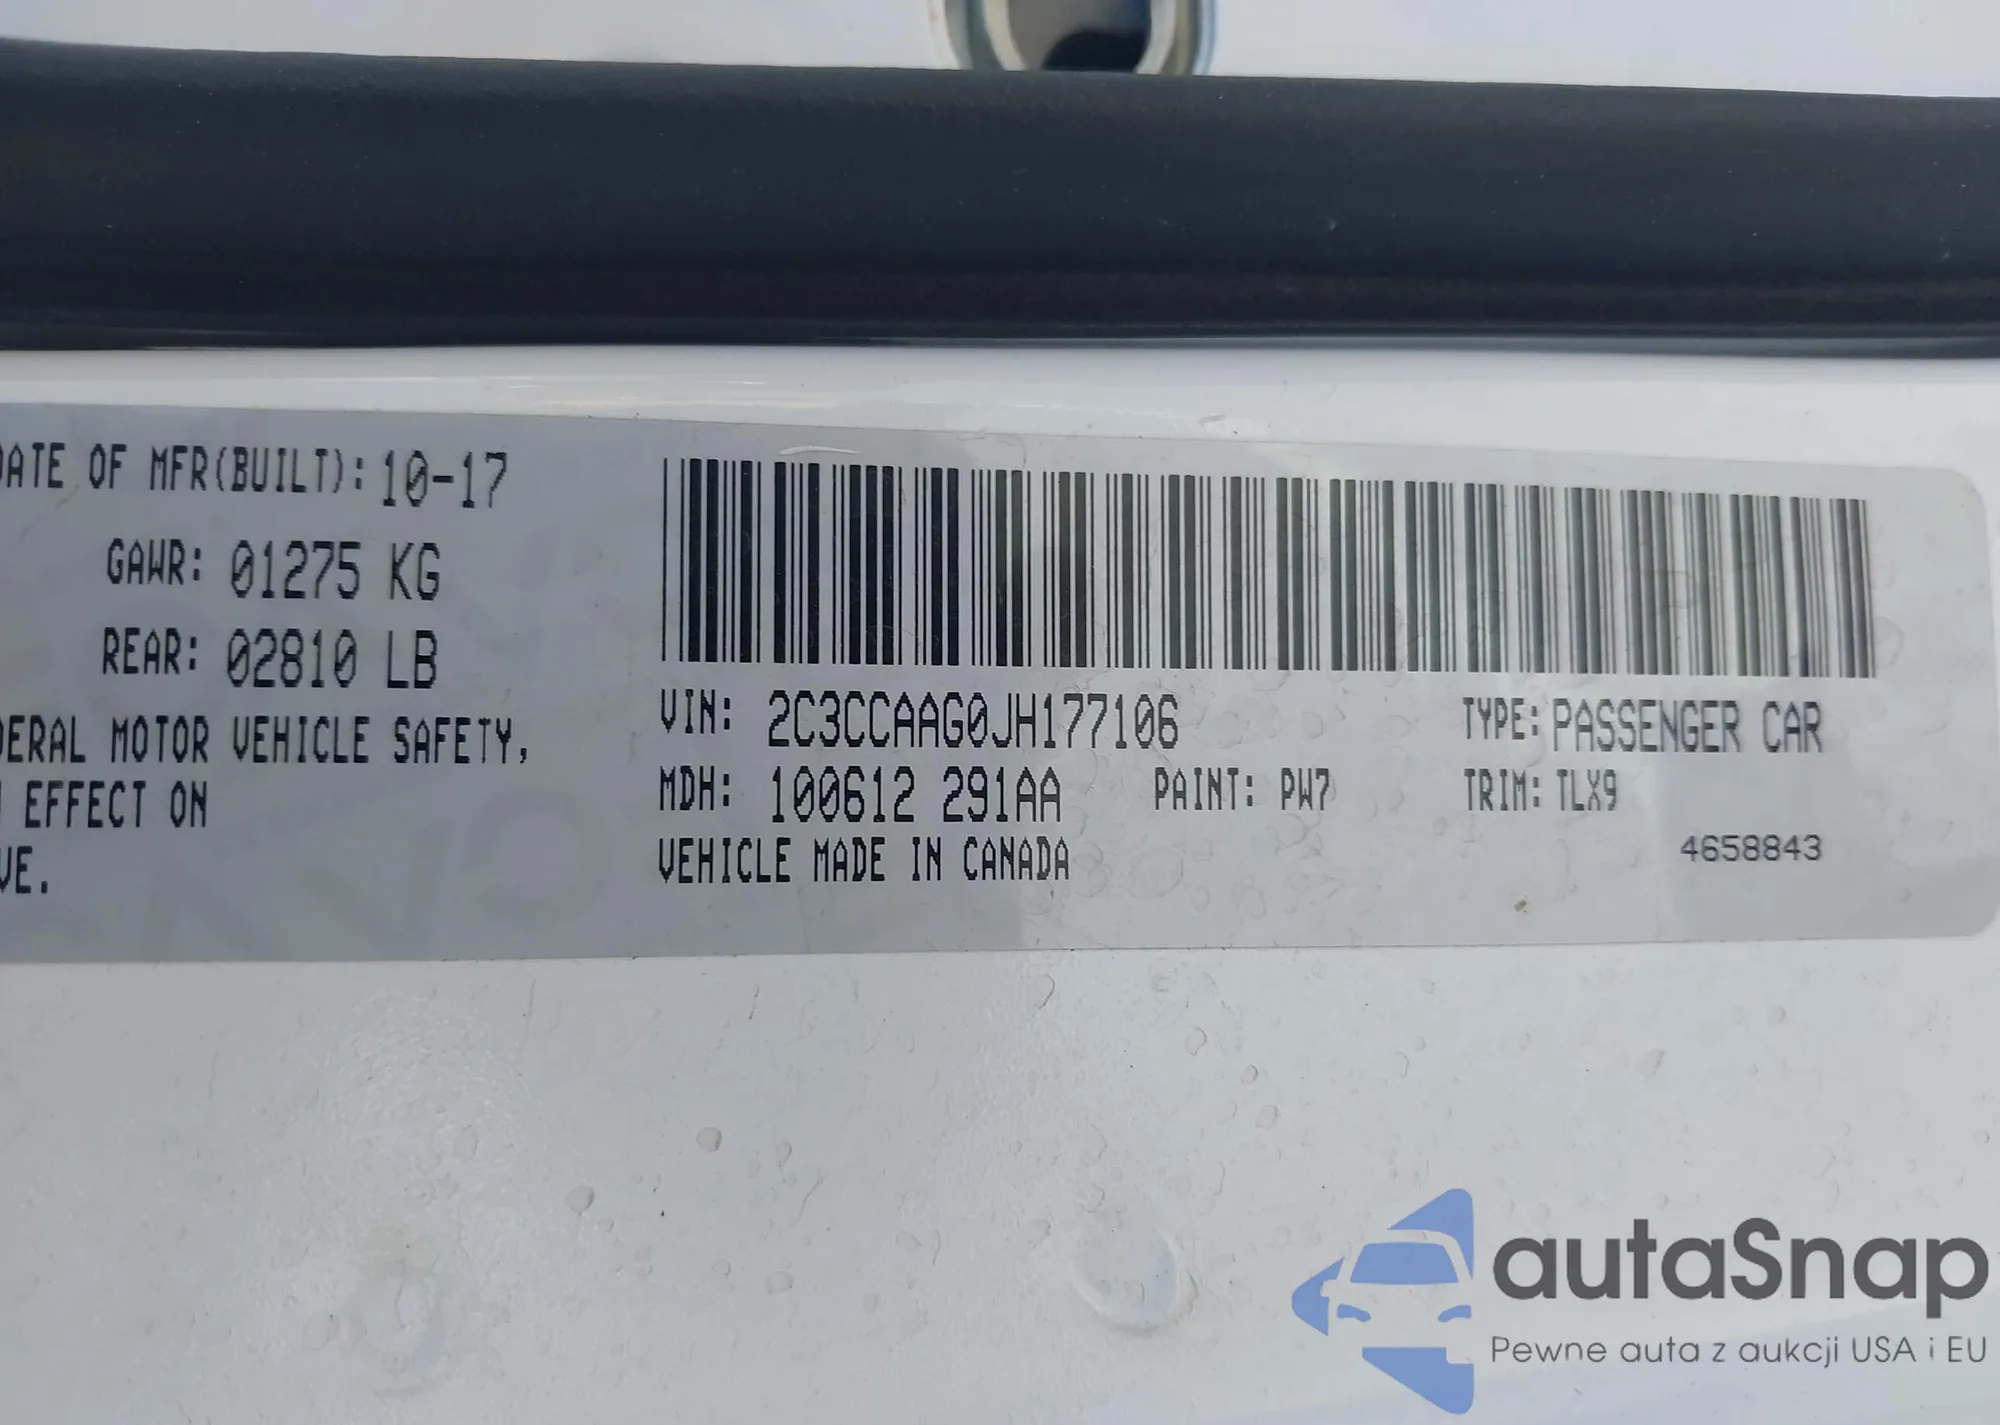 DATE OF MFR(BUILT): 10-17
GAWR: 01275 KG
REAR: 02810 LB
MOTOR VEHICLE SAFETY,
EFFECT ON
VIN: 2C3CCAAG0JH177106 TYPE: PASSENGER CAR
MDH: 100612 291AA PAINT: PW7 TRIM: TLX9
VEHICLE MADE IN CANADA
4658843
autaSnap
Pewne auta z aukcji USA i EU